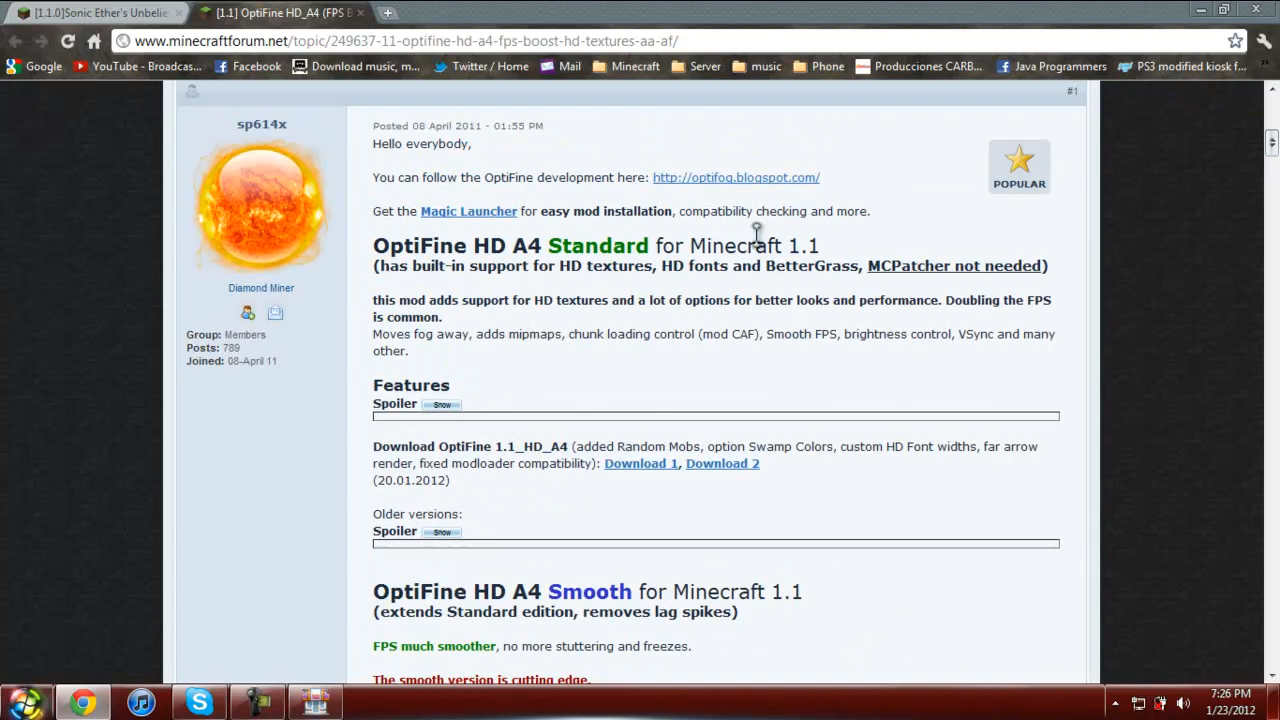 [1.1.0]Sonic Ether's Unbelie
[1.1] OptiFine HD_A4 (FPS B
www.minecraftforum.net/topic/249637-11-optifine-hd-a4-fps-boost-hd-textures-aa-af/
Google
YouTube - Broadcas...
Facebook
Download music, m...
Twitter / Home
Mail
Minecraft
Server
music
Phone
Producciones CARB...
Java Programmers
PS3 modified kiosk f...
#1
sp614x
Diamond Miner
Group: Members
Posts: 789
Joined: 08-April 11
Posted 08 April 2011 - 01:55 PM
Hello everybody,
POPULAR
You can follow the OptiFine development here: http://optifog.blogspot.com/
Get the Magic Launcher for easy mod installation, compatibility checking and more.
OptiFine HD A4 Standard for Minecraft 1.1
(has built-in support for HD textures, HD fonts and BetterGrass, MCPatcher not needed)
this mod adds support for HD textures and a lot of options for better looks and performance. Doubling the FPS
is common.
Moves fog away, adds mipmaps, chunk loading control (mod CAF), Smooth FPS, brightness control, VSync and many
other.
Features
Spoiler Show
Download OptiFine 1.1_HD_A4 (added Random Mobs, option Swamp Colors, custom HD Font widths, far arrow
render, fixed modloader compatibility): Download 1, Download 2
(20.01.2012)
Older versions:
Spoiler Show
OptiFine HD A4 Smooth for Minecraft 1.1
(extends Standard edition, removes lag spikes)
FPS much smoother, no more stuttering and freezes.
The smooth version is cutting edge.
7:26 PM
1/23/2012